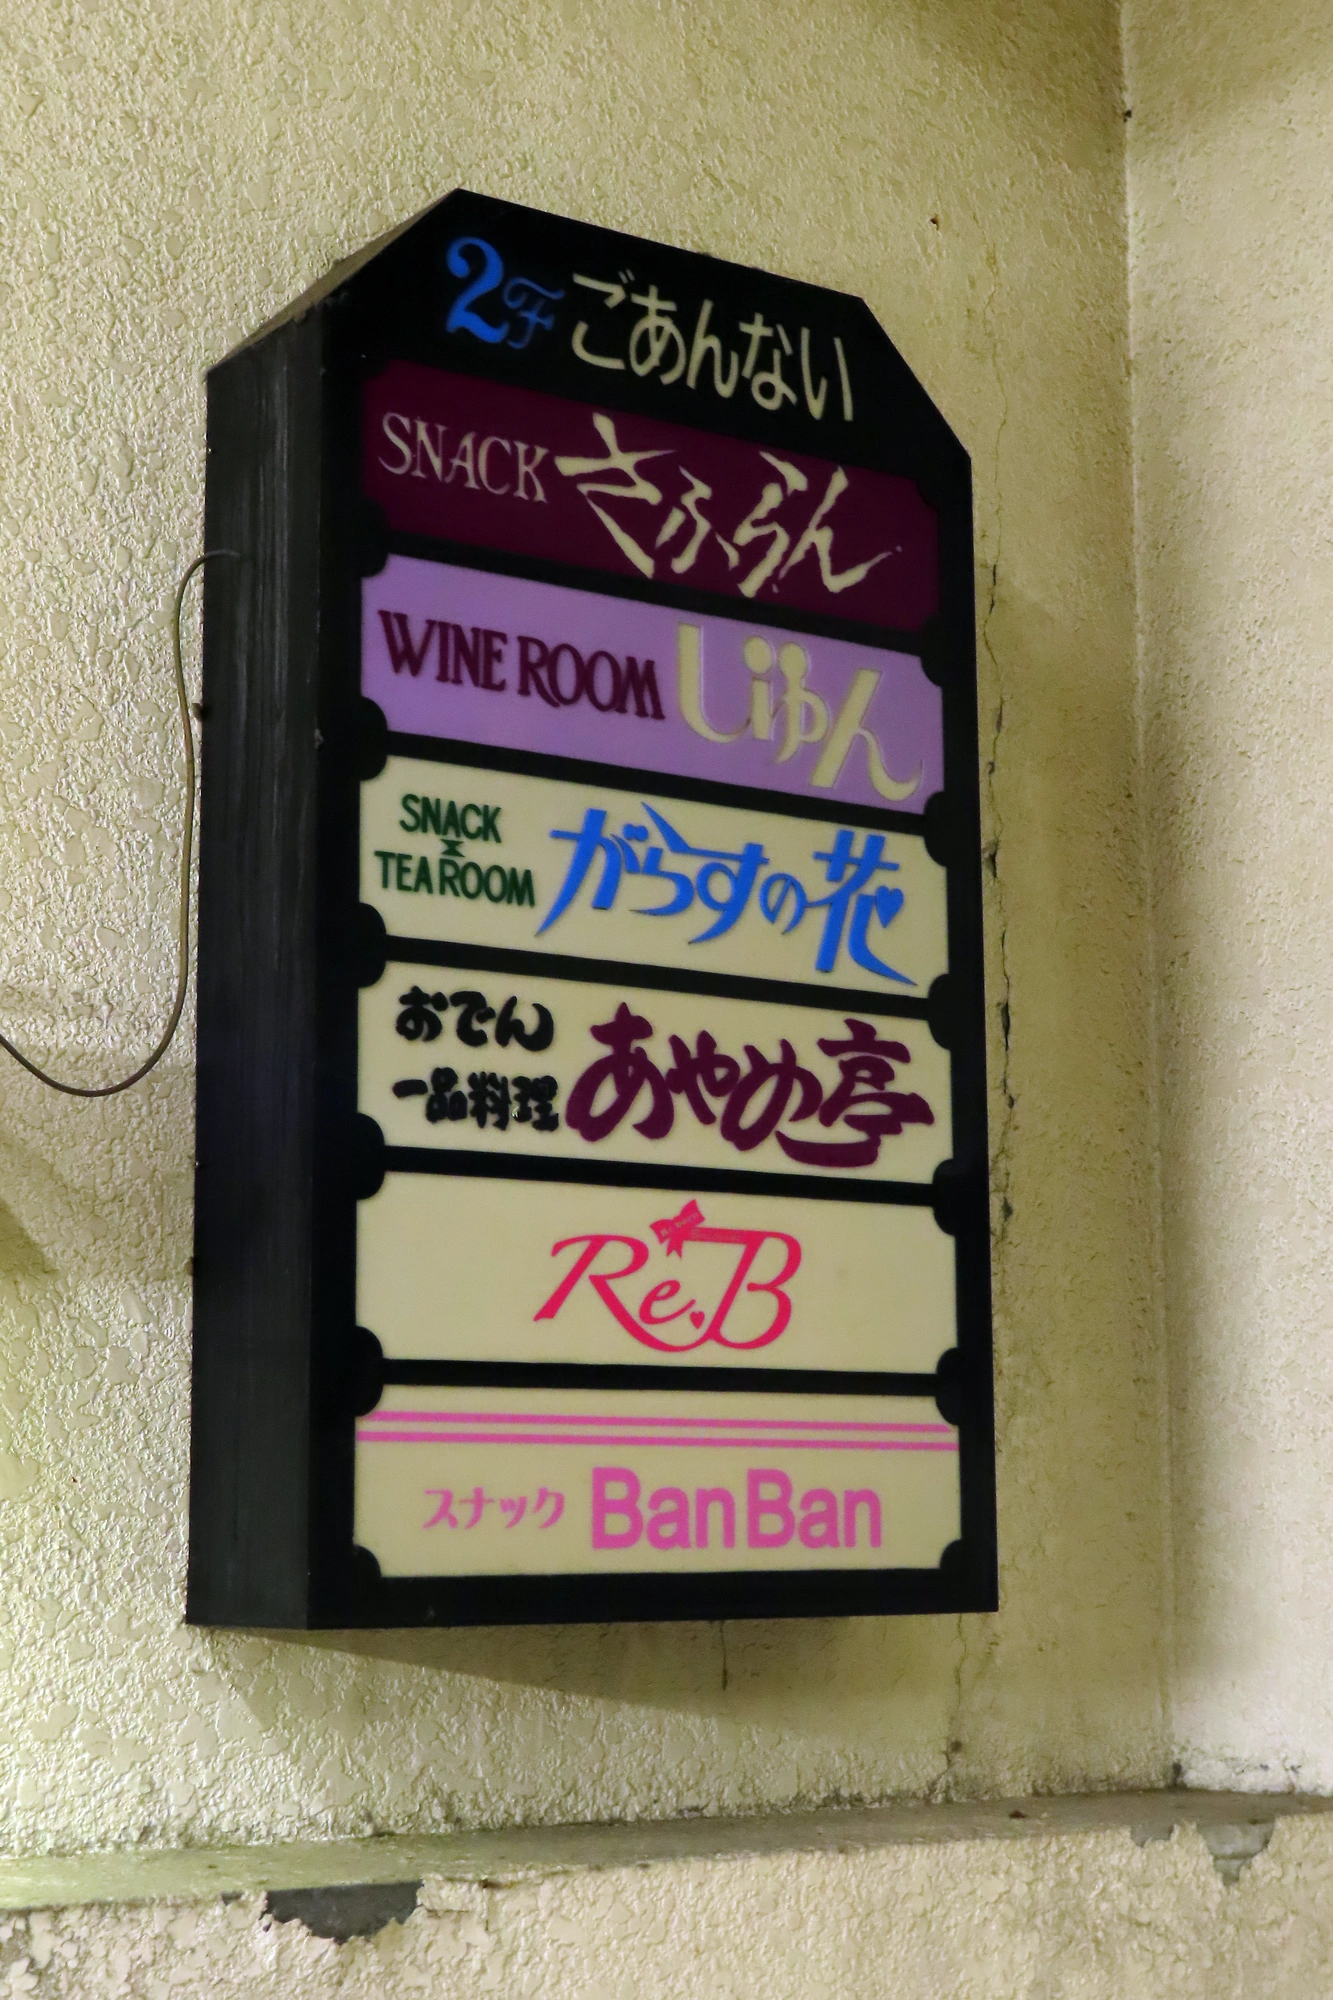 2F ごあんない
SNACK さふらん
WINE ROOM じゅん
SNACK
&
TEA ROOM
がらすの花
おでん
一品料理
あやめ亭
Re.B
スナック BanBan